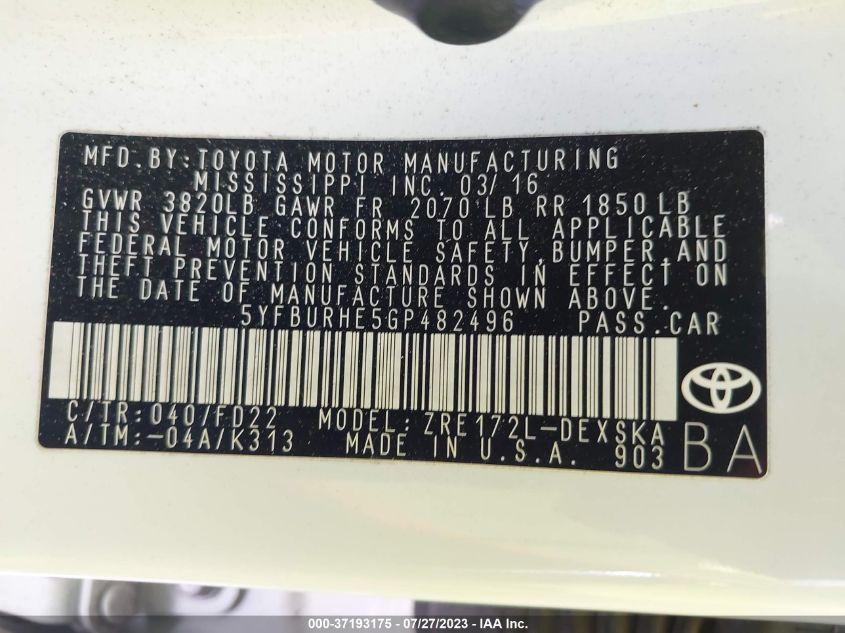 MFD.BY:TOYOTA MOTOR MANUFACTURING
MISSISSIPPI INC. 03/16
GVWR 3820LB GAWR FR 2070LB RR 1850LB
THIS VEHICLE CONFORMS TO ALL APPLICABLE
FEDERAL MOTOR VEHICLE SAFETY,BUMPER,AND
THEFT PREVENTION STANDARDS IN EFFECT ON
THE DATE OF MANUFACTURE SHOWN ABOVE.
5YFBURHE5GP482496 PASS.CAR
C/TR:040/FD22 MODEL:ZRE172L-DEXSKA
A/TM:-04A/K313 MADE IN U.S.A. 903 BA
000-37193175 - 07/27/2023 - IAA Inc.